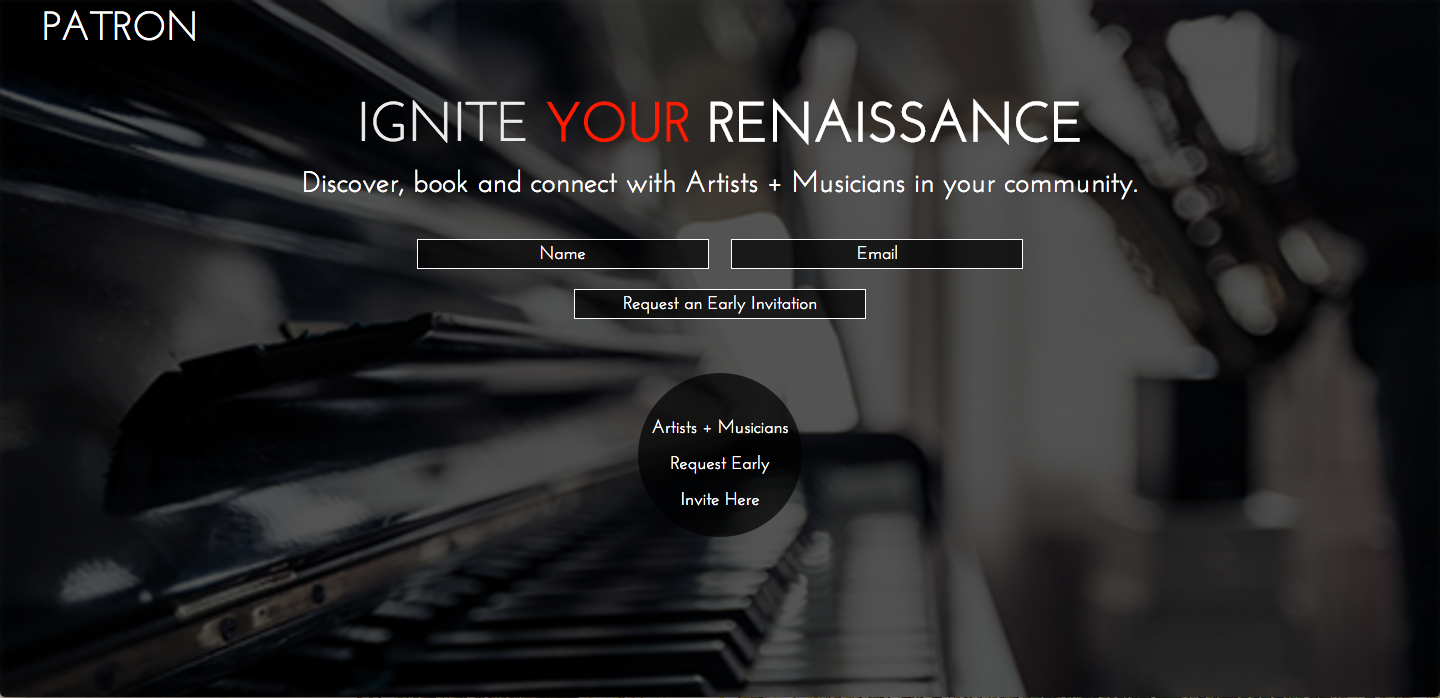 PATRON
IGNITE YOUR RENAISSANCE
Discover, book and connect with Artists + Musicians in your community.
Name
Email
Request an Early Invitation
Artists + Musicians
Request Early
Invite Here